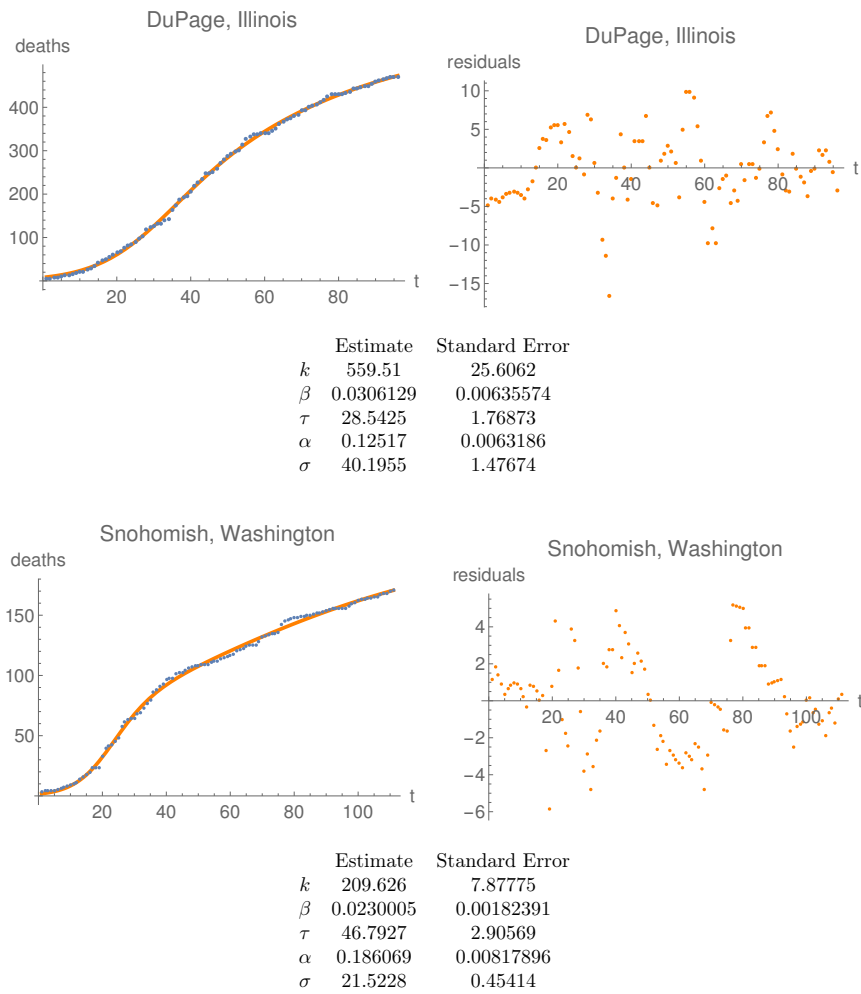 DuPage, Illinois
deaths
400
300
200
100
20 40 60 80
t
DuPage, Illinois
residuals
10
5
−5
−10
−15
20 40 60 80
t
Estimate Standard Error
k 559.51 25.6062
β 0.0306129 0.00635574
τ 28.5425 1.76873
α 0.12517 0.0063186
σ 40.1955 1.47674
Snohomish, Washington
deaths
150
100
50
20 40 60 80 100
t
Snohomish, Washington
residuals
4
2
−2
−4
−6
20 40 60 80 100
t
Estimate Standard Error
k 209.626 7.87775
β 0.0230005 0.00182391
τ 46.7927 2.90569
α 0.186069 0.00817896
σ 21.5228 0.45414